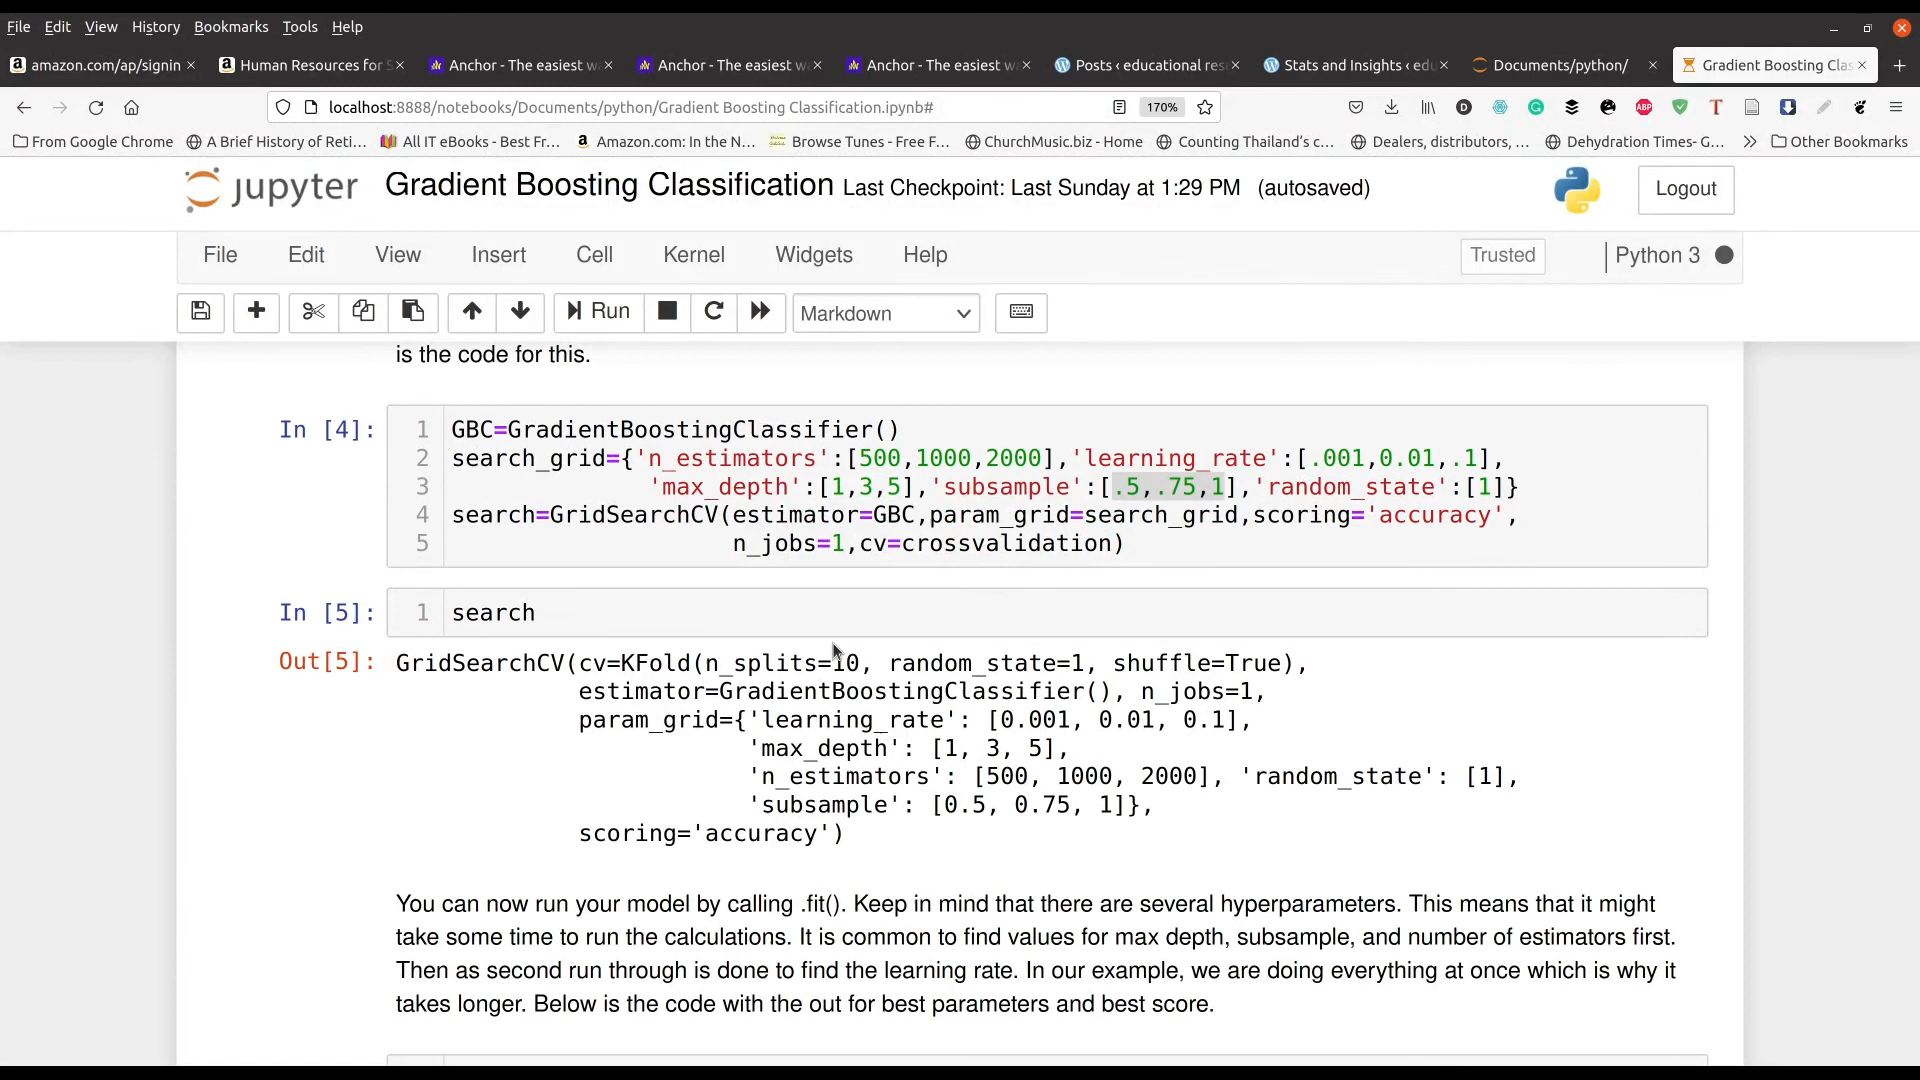 File Edit View History Bookmarks Tools Help
amazon.com/ap/signin Human Resources for S Anchor - The easiest wa Anchor - The easiest wa Anchor - The easiest wa Posts ‹ educational res Stats and Insights ‹ edu Documents/python/ Gradient Boosting Clas
localhost:8888/notebooks/Documents/python/Gradient Boosting Classification.ipynb# 170%
From Google Chrome A Brief History of Reti... All IT eBooks - Best Fr... Amazon.com: In the N... Browse Tunes - Free F... ChurchMusic.biz - Home Counting Thailand's c... Dealers, distributors, ... Dehydration Times- G... Other Bookmarks
jupyter Gradient Boosting Classification Last Checkpoint: Last Sunday at 1:29 PM (autosaved) Logout
File Edit View Insert Cell Kernel Widgets Help Trusted Python 3
Run Markdown
is the code for this.
In [4]: 1 GBC=GradientBoostingClassifier()
2 search_grid={'n_estimators':[500,1000,2000],'learning_rate':[.001,0.01,.1],
3 'max_depth':[1,3,5],'subsample':[.5,.75,1],'random_state':[1]}
4 search=GridSearchCV(estimator=GBC,param_grid=search_grid,scoring='accuracy',
5 n_jobs=1,cv=crossvalidation)
In [5]: 1 search
Out[5]: GridSearchCV(cv=KFold(n_splits=10, random_state=1, shuffle=True),
estimator=GradientBoostingClassifier(), n_jobs=1,
param_grid={'learning_rate': [0.001, 0.01, 0.1],
'max_depth': [1, 3, 5],
'n_estimators': [500, 1000, 2000], 'random_state': [1],
'subsample': [0.5, 0.75, 1]},
scoring='accuracy')
You can now run your model by calling .fit(). Keep in mind that there are several hyperparameters. This means that it might
take some time to run the calculations. It is common to find values for max depth, subsample, and number of estimators first.
Then as second run through is done to find the learning rate. In our example, we are doing everything at once which is why it
takes longer. Below is the code with the out for best parameters and best score.